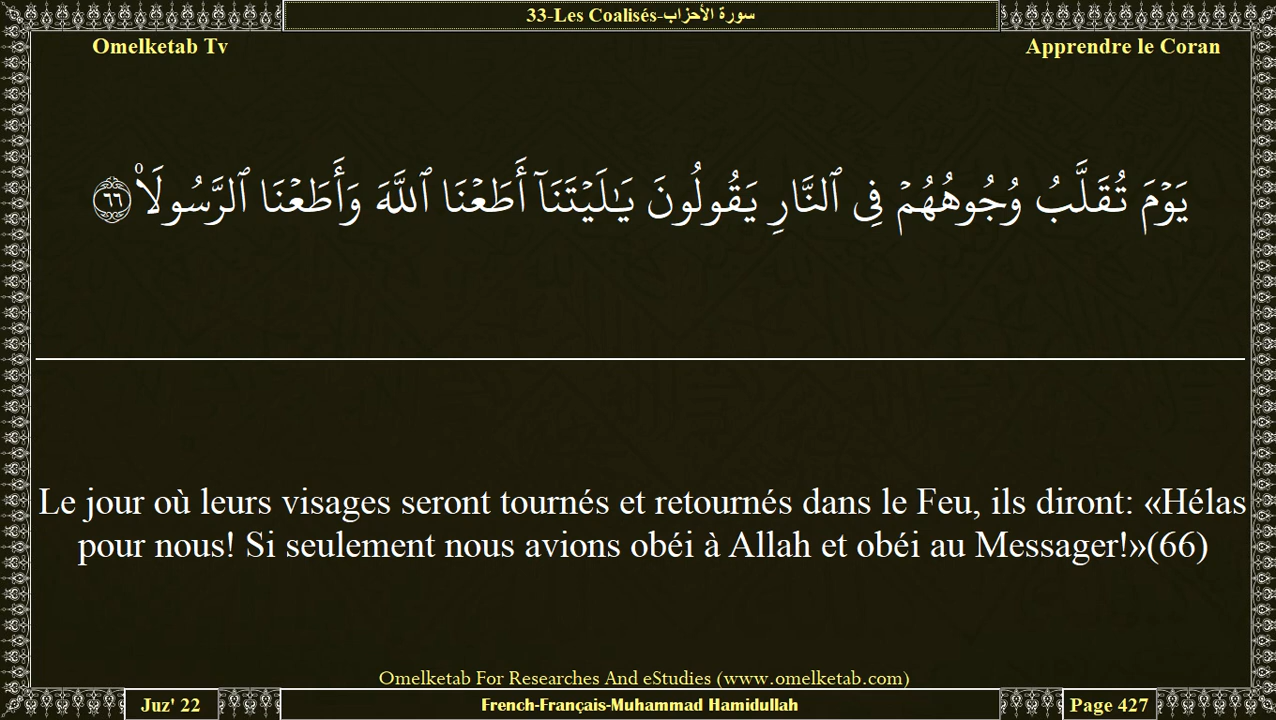 33-Les Coalisés-سورة الأحزاب
Omelketab Tv
Apprendre le Coran
يَوْمَ تُقَلَّبُ وُجُوهُهُمْ فِى ٱلنَّارِ يَقُولُونَ يَـٰلَيْتَنَآ أَطَعْنَا ٱللَّهَ وَأَطَعْنَا ٱلرَّسُولَا۠ ٦٦
Le jour où leurs visages seront tournés et retournés dans le Feu, ils diront: «Hélas
pour nous! Si seulement nous avions obéi à Allah et obéi au Messager!»(66)
Omelketab For Researches And eStudies (www.omelketab.com)
Juz' 22
French-Français-Muhammad Hamidullah
Page 427